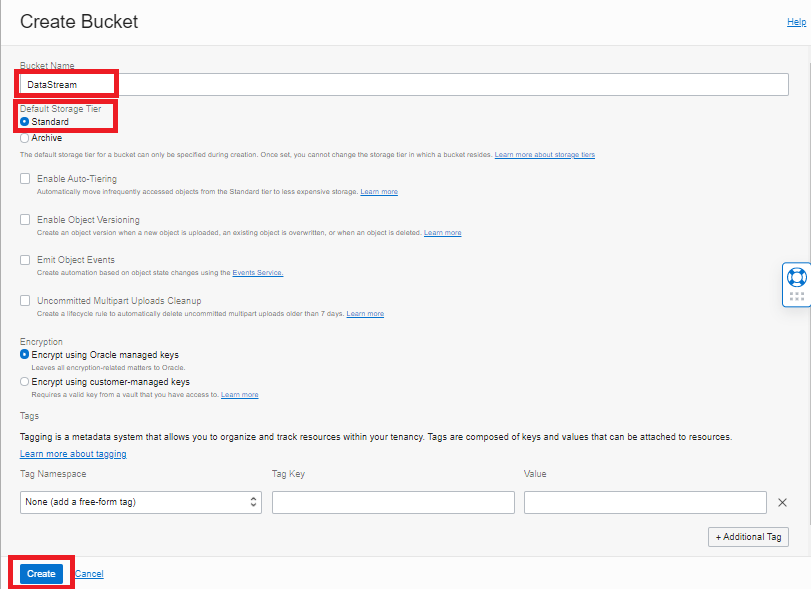 Create Bucket
Help
Bucket Name
DataStream
Default Storage Tier
Standard
Archive
The default storage tier for a bucket can only be specified during creation. Once set, you cannot change the storage tier in which a bucket resides. Learn more about storage tiers
Enable Auto-Tiering
Automatically move infrequently accessed objects from the Standard tier to less expensive storage. Learn more
Enable Object Versioning
Create an object version when a new object is uploaded, an existing object is overwritten, or when an object is deleted. Learn more
Emit Object Events
Create automation based on object state changes using the Events Service.
Uncommitted Multipart Uploads Cleanup
Create a lifecycle rule to automatically delete uncommitted multipart uploads older than 7 days. Learn more
Encryption
Encrypt using Oracle managed keys
Leaves all encryption-related matters to Oracle.
Encrypt using customer-managed keys
Requires a valid key from a vault that you have access to. Learn more
Tags
Tagging is a metadata system that allows you to organize and track resources within your tenancy. Tags are composed of keys and values that can be attached to resources.
Learn more about tagging
Tag Namespace Tag Key Value
None (add a free-form tag)
+ Additional Tag
Create Cancel